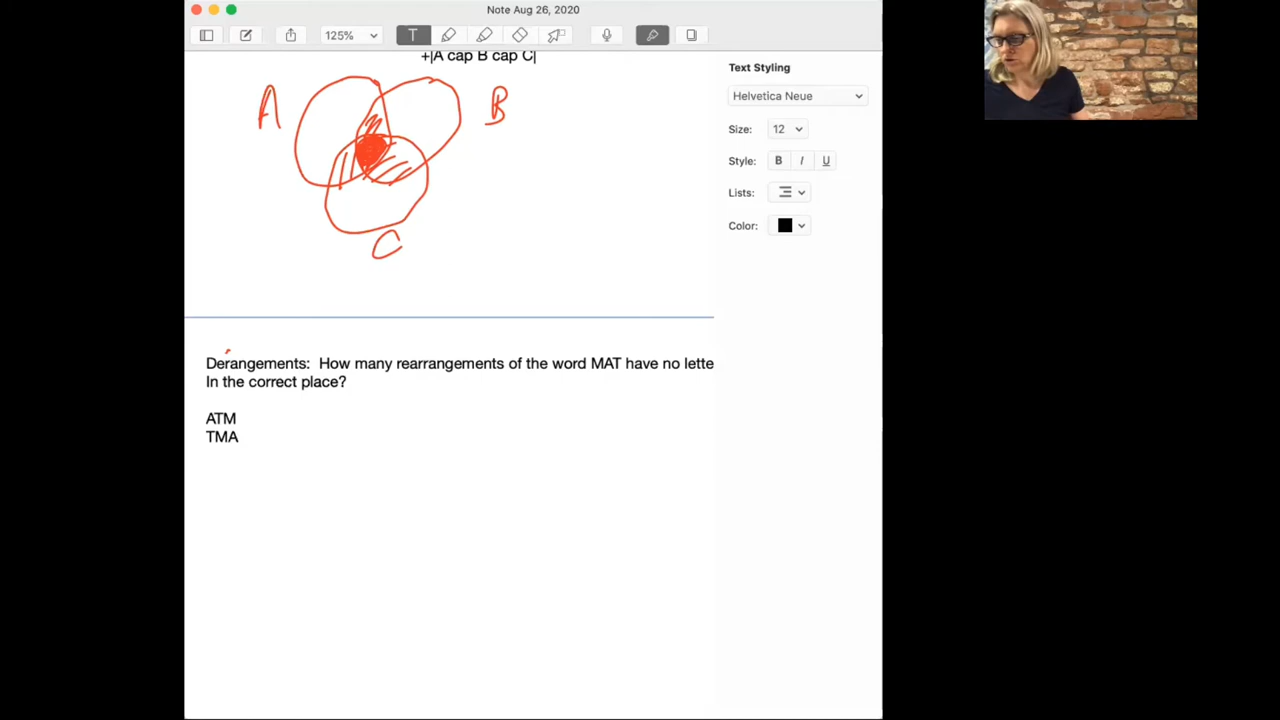 Note Aug 26, 2020
125%
T
+|A cap B cap C|
A
B
C
Text Styling
Helvetica Neue
Size: 12
Style: B I U
Lists:
Color:
Derangements: How many rearrangements of the word MAT have no lette
In the correct place?
ATM
TMA